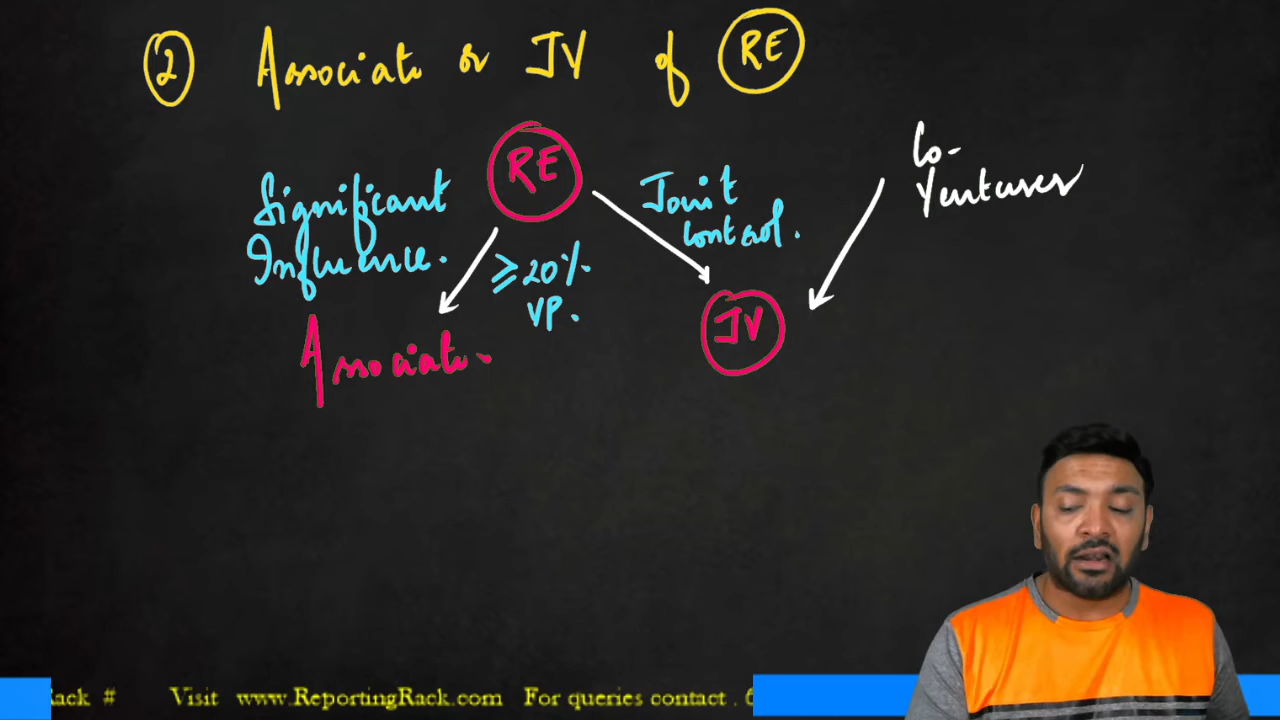 2 Associate or JV of RE
RE
Co-
Venturer
Significant
Influence.
Joint
control.
≥20%
VP.
Associate.
JV
Rack # Visit www.ReportingRack.com For queries contact . 6